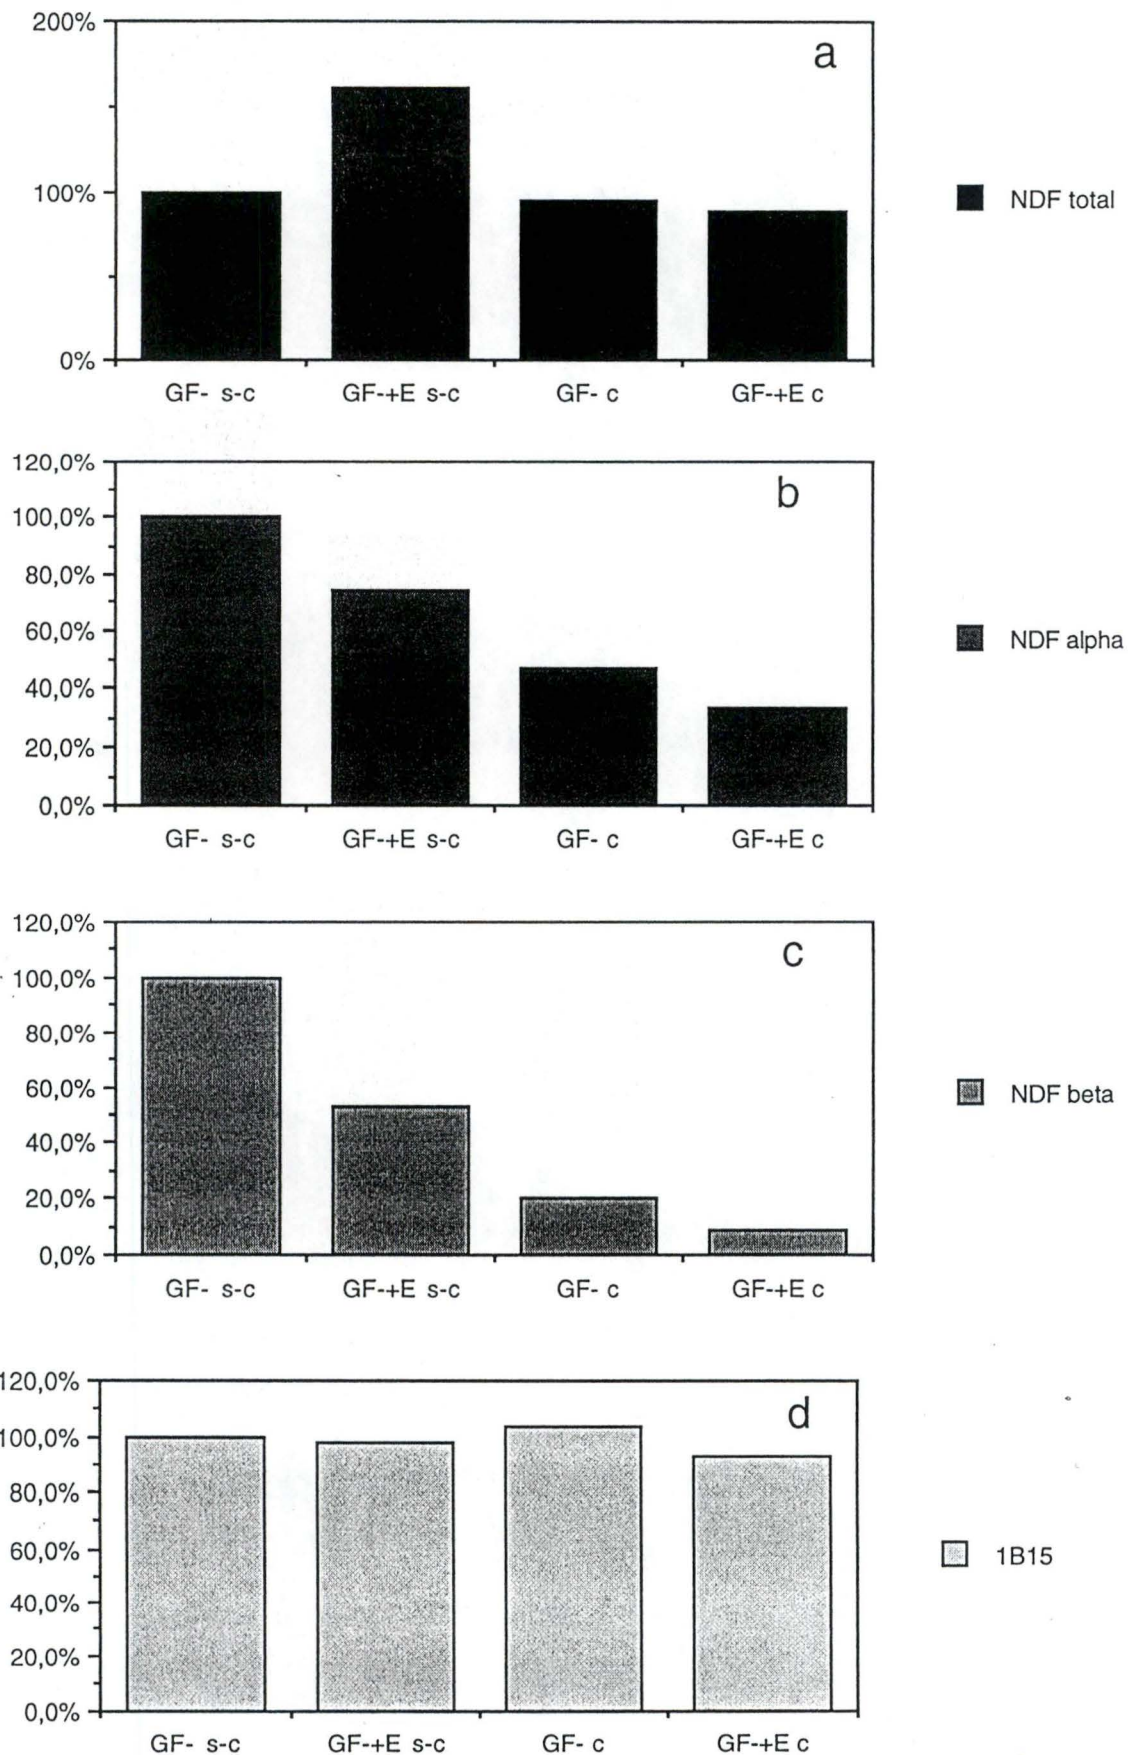 200%
a
100%
NDF total
0%
GF- s-c GF-+E s-c GF- c GF-+E c
120,0%
b
100,0%
80,0%
60,0%
NDF alpha
40,0%
20,0%
0,0%
GF- s-c GF-+E s-c GF- c GF-+E c
120,0%
c
100,0%
80,0%
60,0%
NDF beta
40,0%
20,0%
0,0%
GF- s-c GF-+E s-c GF- c GF-+E c
120,0%
d
100,0%
80,0%
60,0%
1B15
40,0%
20,0%
0,0%
GF- s-c GF-+E s-c GF- c GF-+E c